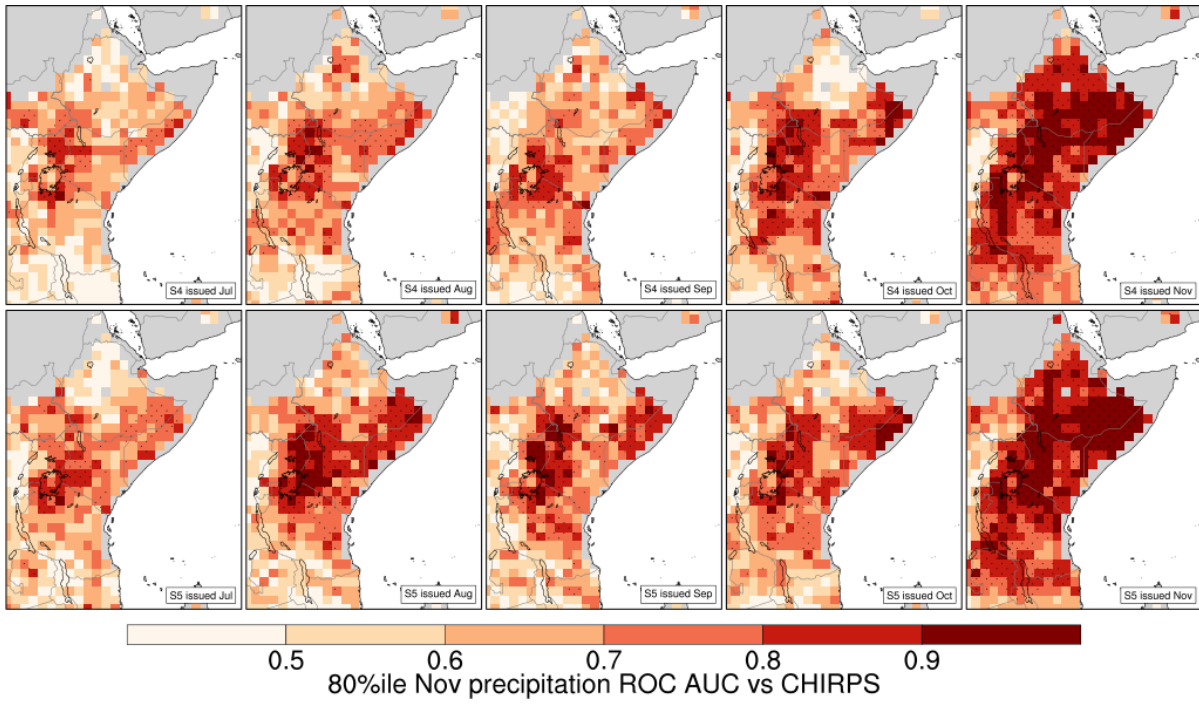 S4 issued Jul
S4 issued Aug
S4 issued Sep
S4 issued Oct
S4 issued Nov
S5 issued Jul
S5 issued Aug
S5 issued Sep
S5 issued Oct
S5 issued Nov
0.5 0.6 0.7 0.8 0.9
80%ile Nov precipitation ROC AUC vs CHIRPS